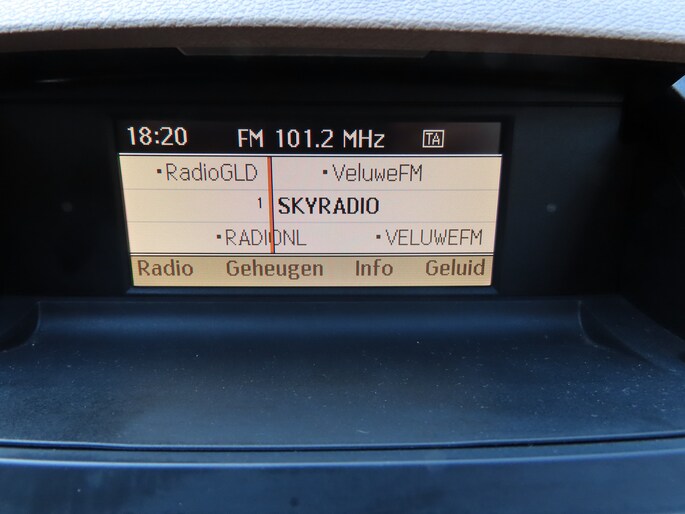 18:20 FM 101.2 MHz TA
•RadioGLD •VeluweFM
1 SKYRADIO
•RADIONL •VELUWEFM
Radio Geheugen Info Geluid